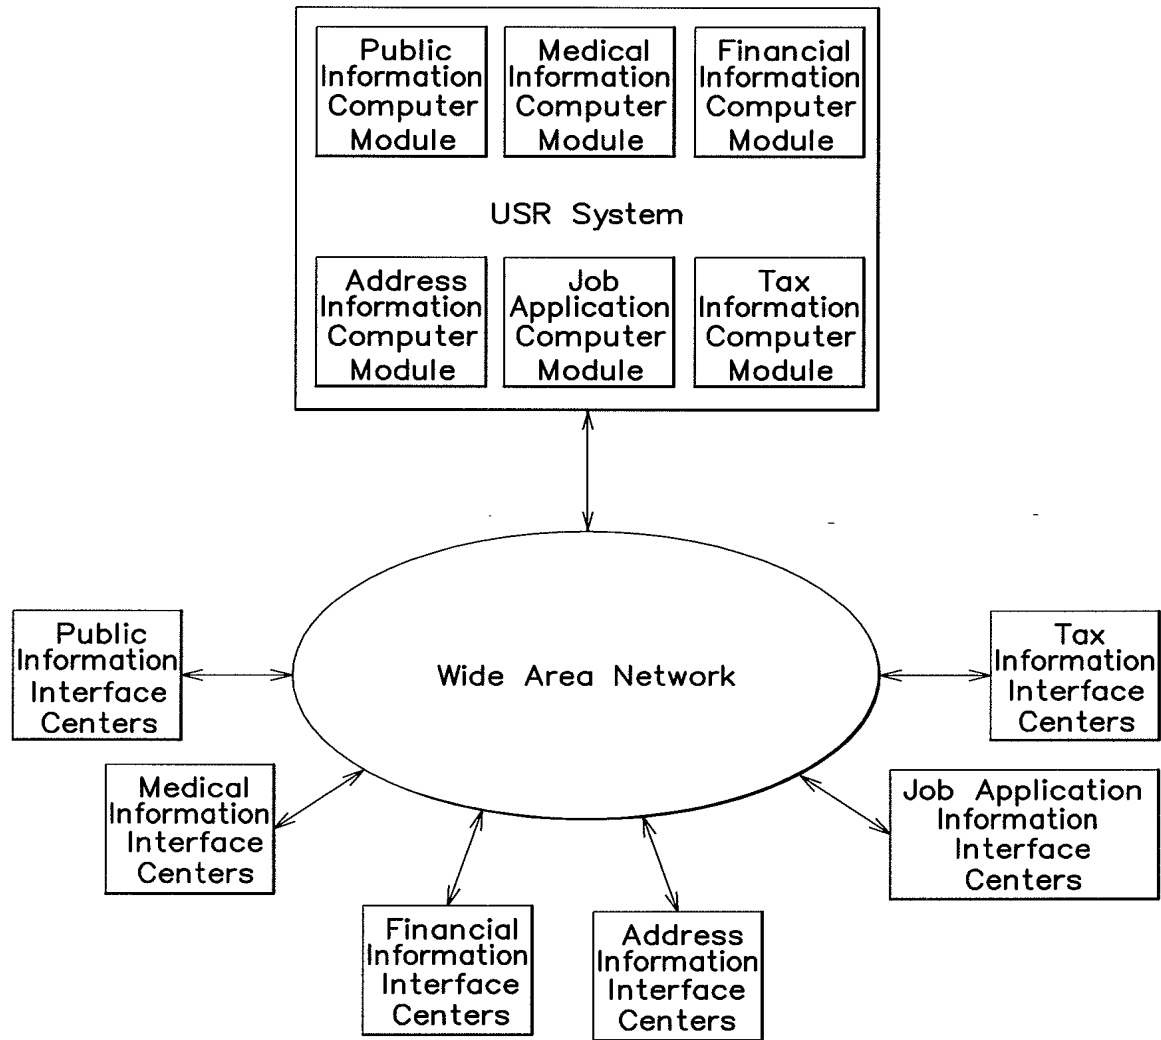 Public
Information
Computer
Module
Medical
Information
Computer
Module
Financial
Information
Computer
Module
USR System
Address
Information
Computer
Module
Job
Application
Computer
Module
Tax
Information
Computer
Module
Wide Area Network
Public
Information
Interface
Centers
Tax
Information
Interface
Centers
Medical
Information
Interface
Centers
Job Application
Information
Interface
Centers
Financial
Information
Interface
Centers
Address
Information
Interface
Centers